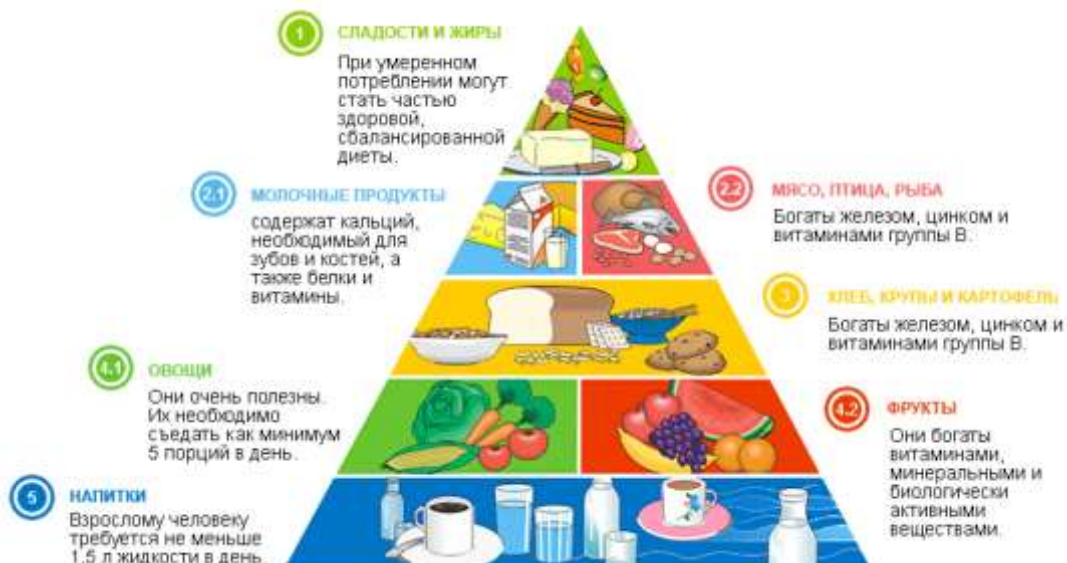 1
СЛАДОСТИ И ЖИРЫ
При умеренном
потреблении могут
стать частью
здоровой,
сбалансированной
диеты.
2.1
МОЛОЧНЫЕ ПРОДУКТЫ
содержат кальций,
необходимый для
зубов и костей, а
также белки и
витамины.
2.2
МЯСО, ПТИЦА, РЫБА
Богаты железом, цинком и
витаминами группы В.
3
ХЛЕБ, КРУПЫ И КАРТОФЕЛЬ
Богаты железом, цинком и
витаминами группы В.
4.1
ОВОЩИ
Они очень полезны.
Их необходимо
съедать как минимум
5 порций в день.
4.2
ФРУКТЫ
Они богаты
витаминами,
минеральными и
биологически
активными
веществами.
5
НАПИТКИ
Взрослому человеку
требуется не меньше
1,5 л жидкости в день.